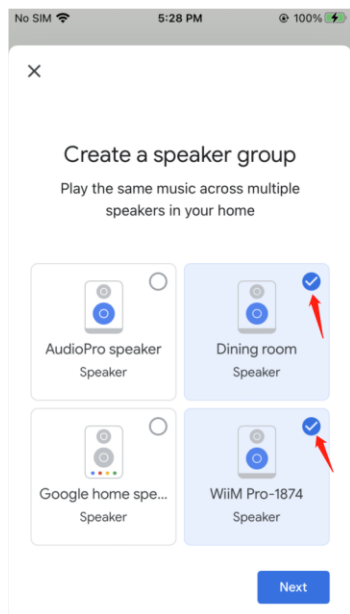 No SIM 5:28 PM 100%
Create a speaker group
Play the same music across multiple
speakers in your home
AudioPro speaker
Speaker
Dining room
Speaker
Google home spe...
Speaker
WiiM Pro-1874
Speaker
Next